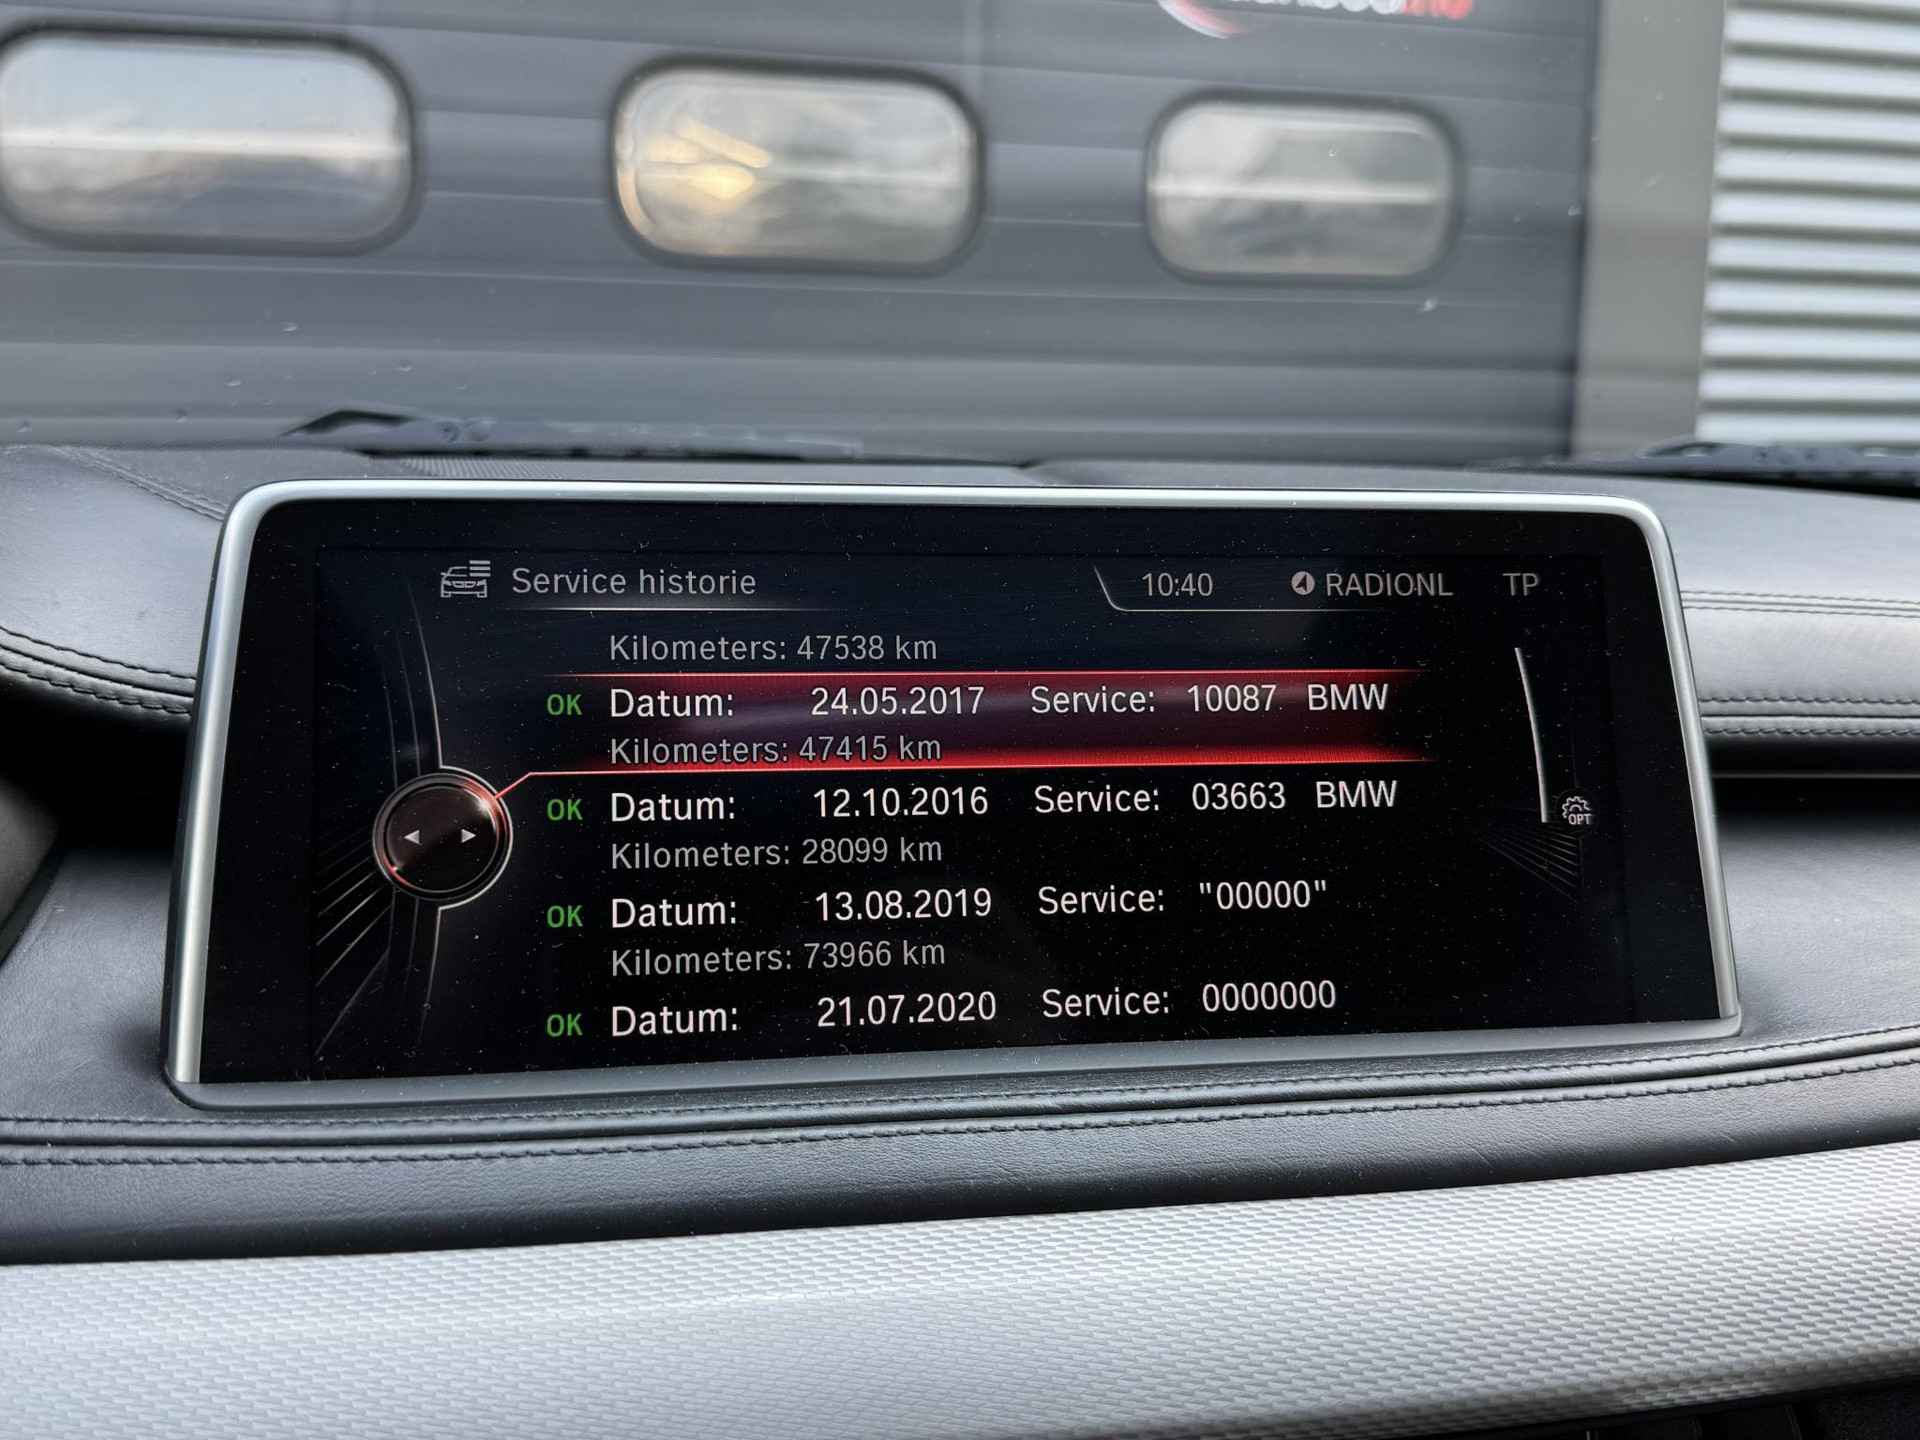 Service historie 10:40 RADIONL TP
Kilometers: 47538 km
OK Datum: 24.05.2017 Service: 10087 BMW
Kilometers: 47415 km
OK Datum: 12.10.2016 Service: 03663 BMW
Kilometers: 28099 km
OK Datum: 13.08.2019 Service: "00000"
Kilometers: 73966 km
OK Datum: 21.07.2020 Service: 0000000
OPT